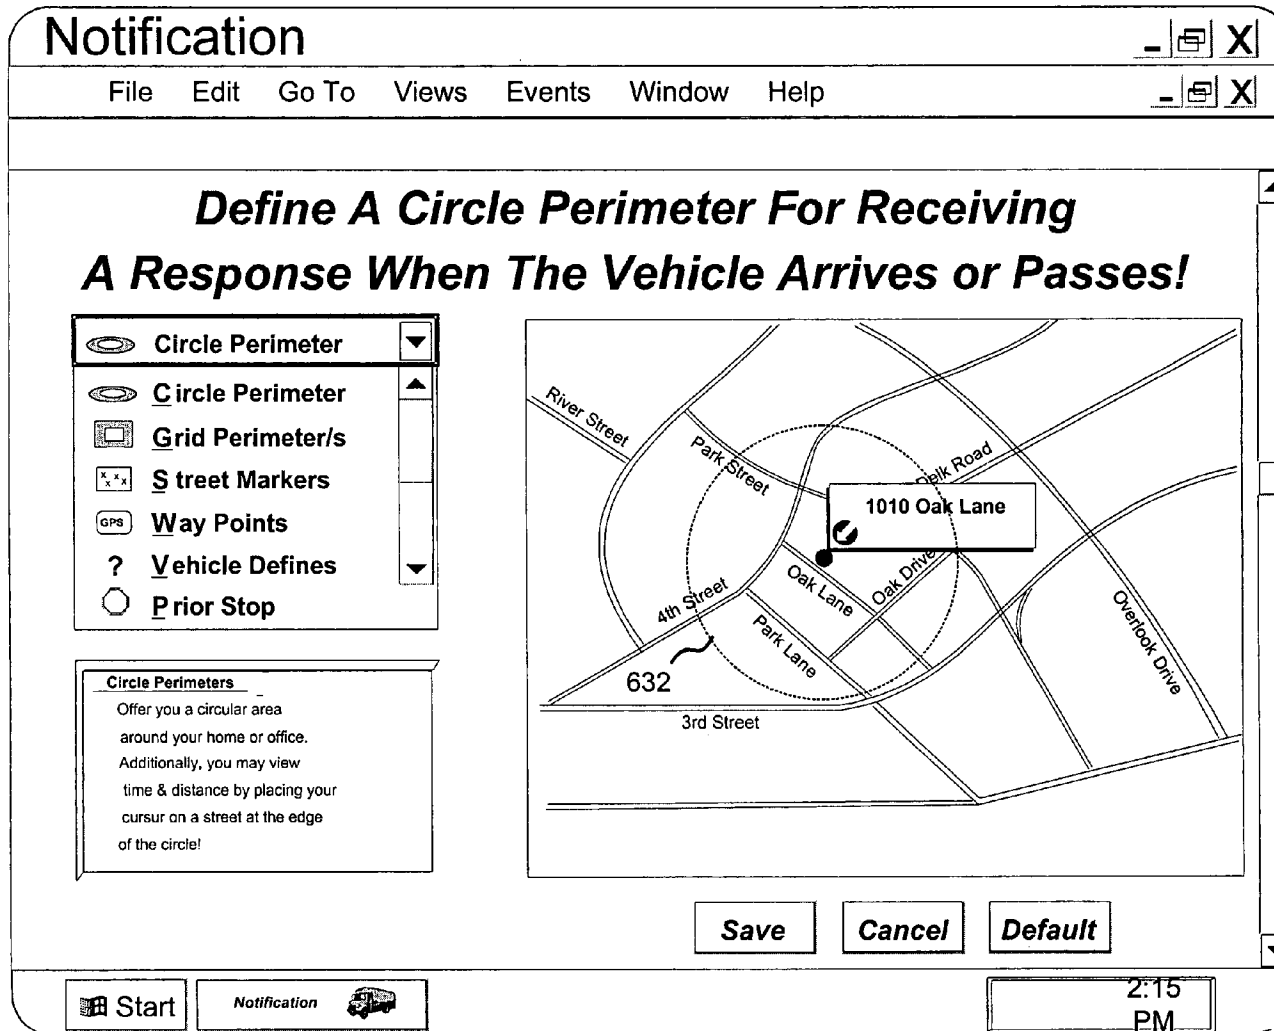 Notification
File Edit Go To Views Events Window Help
Define A Circle Perimeter For Receiving
A Response When The Vehicle Arrives or Passes!
Circle Perimeter
Circle Perimeter
Grid Perimeter/s
Street Markers
GPS Way Points
? Vehicle Defines
Prior Stop
Circle Perimeters
Offer you a circular area
around your home or office.
Additionally, you may view
time & distance by placing your
cursur on a street at the edge
of the circle!
River Street
Park Street
Delk Road
1010 Oak Lane
Oak Lane
Oak Drive
4th Street
Park Lane
Overlook Drive
632
3rd Street
Save Cancel Default
Start Notification 2:15
PM